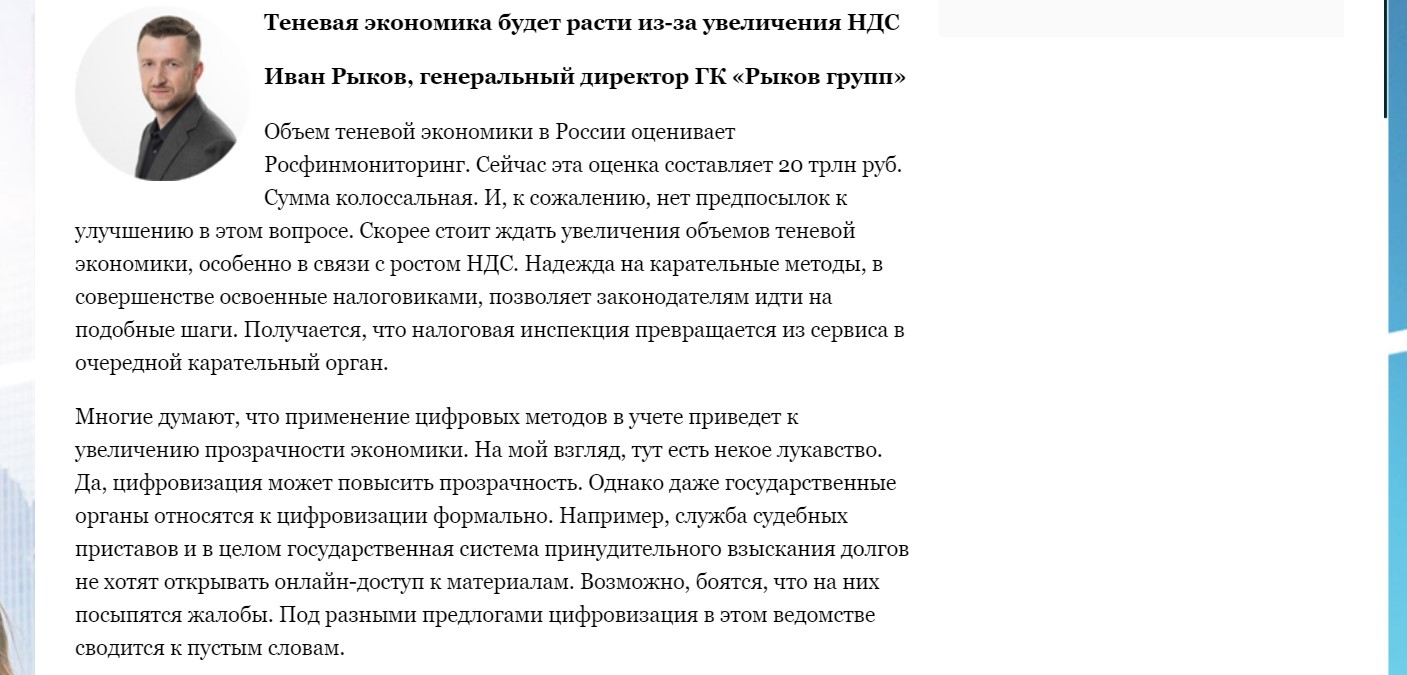 Теневая экономика будет расти из-за увеличения НДС
Иван Рыков, генеральный директор ГК «Рыков групп»
Объем теневой экономики в России оценивает
Росфинмониторинг. Сейчас эта оценка составляет 20 трлн руб.
Сумма колоссальная. И, к сожалению, нет предпосылок к
улучшению в этом вопросе. Скорее стоит ждать увеличения объемов теневой
экономики, особенно в связи с ростом НДС. Надежда на карательные методы, в
совершенстве освоенные налоговиками, позволяет законодателям идти на
подобные шаги. Получается, что налоговая инспекция превращается из сервиса в
очередной карательный орган.
Многие думают, что применение цифровых методов в учете приведет к
увеличению прозрачности экономики. На мой взгляд, тут есть некое лукавство.
Да, цифровизация может повысить прозрачность. Однако даже государственные
органы относятся к цифровизации формально. Например, служба судебных
приставов и в целом государственная система принудительного взыскания долгов
не хотят открывать онлайн-доступ к материалам. Возможно, боятся, что на них
посыпятся жалобы. Под разными предлогами цифровизация в этом ведомстве
сводится к пустым словам.